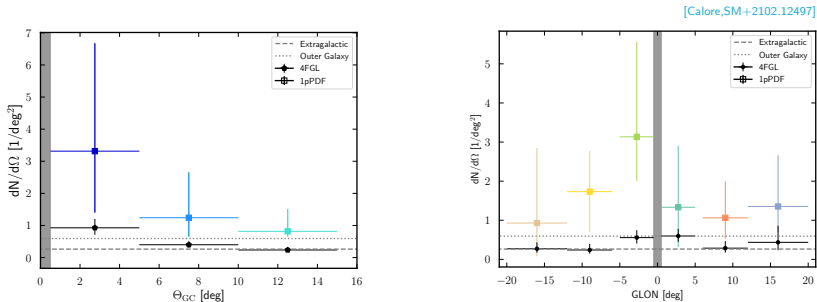 [Calore,SM+2102.12497]
7
6
5
4
3
2
1
0
0 2 4 6 8 10 12 14 16
dN/dΩ [1/deg²]
Θ_GC [deg]
Extragalactic
Outer Galaxy
4FGL
1pPDF
5
4
3
2
1
0
−20 −15 −10 −5 0 5 10 15 20
dN/dΩ [1/deg²]
GLON [deg]
Extragalactic
Outer Galaxy
4FGL
1pPDF